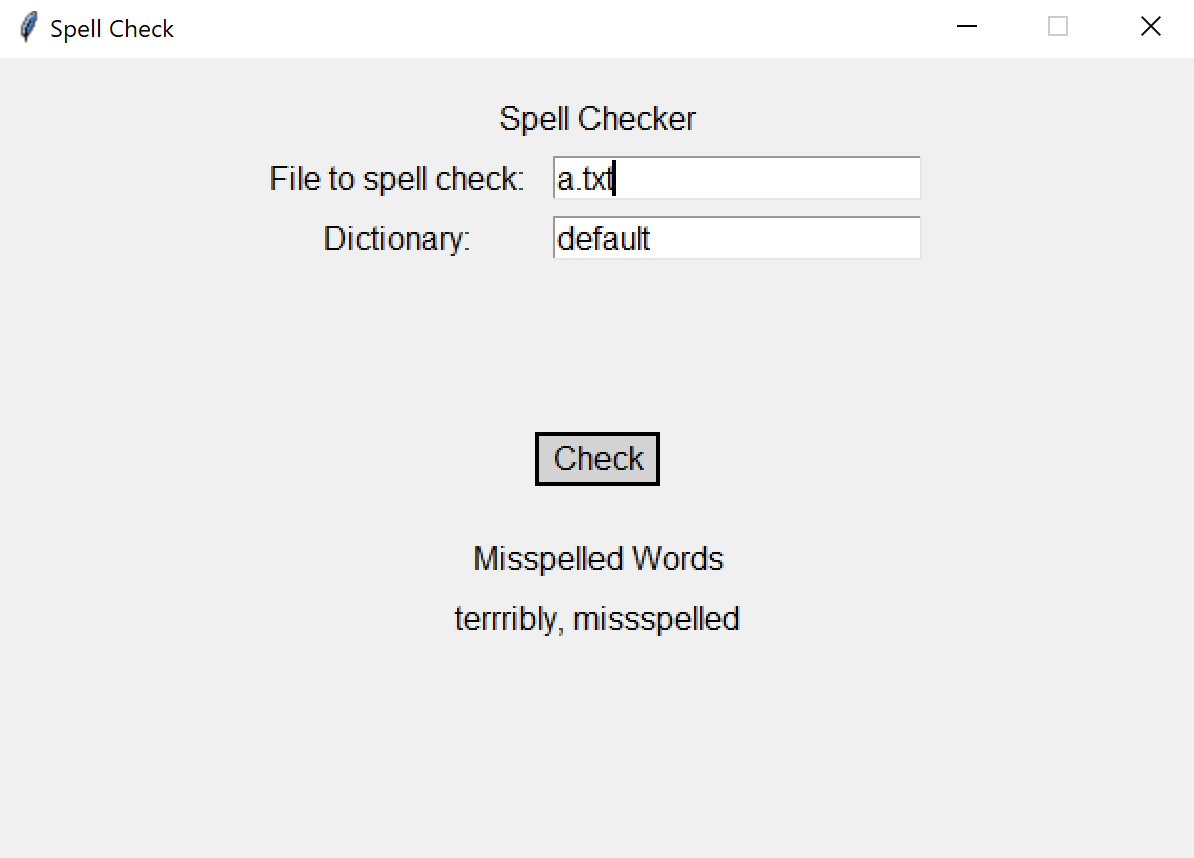 Spell Check
Spell Checker
File to spell check: a.txt
Dictionary: default
Check
Misspelled Words
terrribly, missspelled